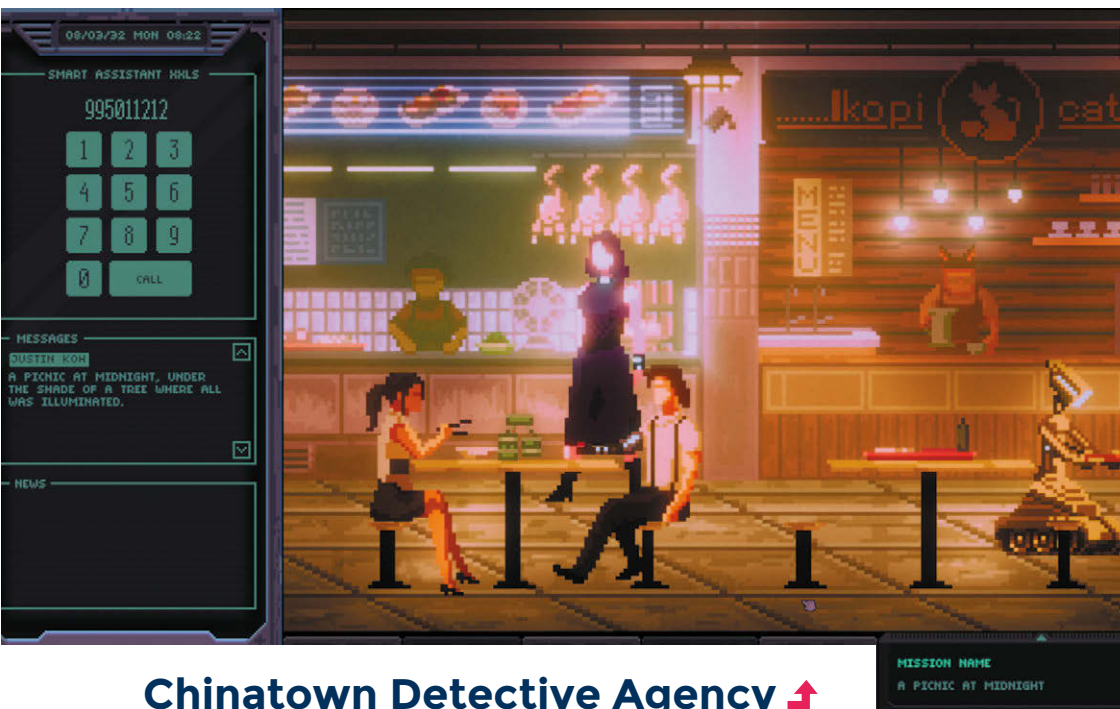 08/03/32 MON 08:22
SMART ASSISTANT XXLS
995011212
1 2 3
4 5 6
7 8 9
0 CALL
MESSAGES
JUSTIN KOH
A PICNIC AT MIDNIGHT, UNDER
THE SHADE OF A TREE WHERE ALL
WAS ILLUMINATED.
NEWS
kopi cat
MENU
MISSION NAME
A PICNIC AT MIDNIGHT
Chinatown Detective Agency